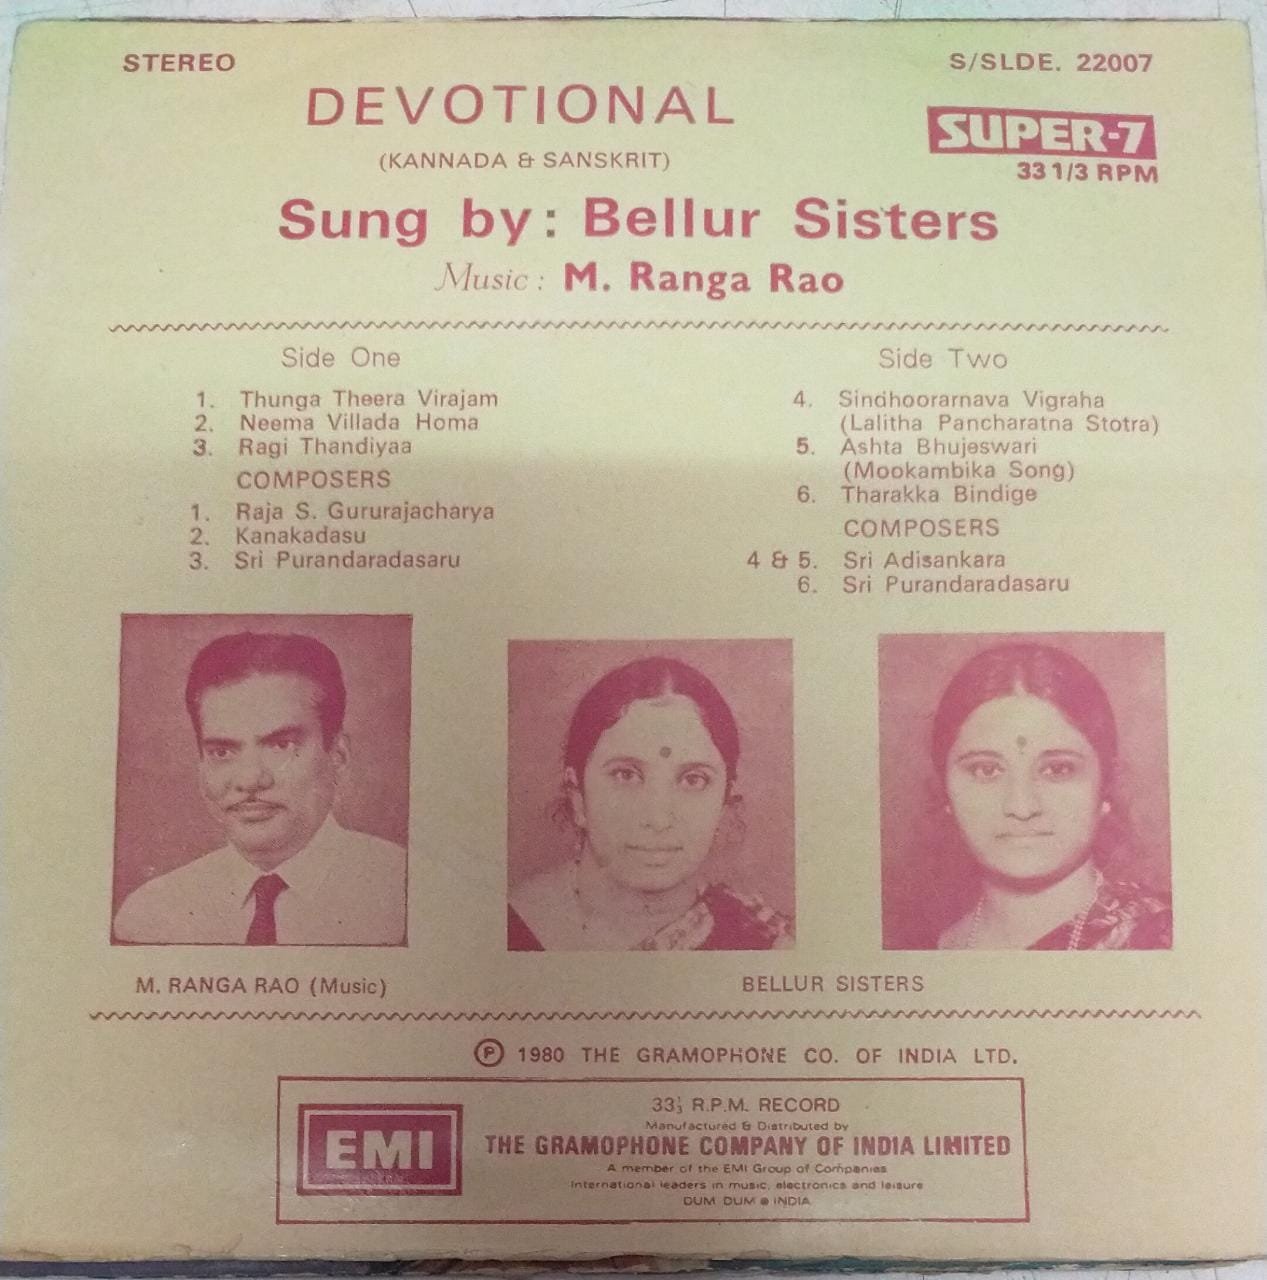 STEREO
S/SLDE. 22007
DEVOTIONAL
SUPER-7
(KANNADA & SANSKRIT)
33 1/3 RPM
Sung by: Bellur Sisters
Music: M. Ranga Rao
Side One
1. Thunga Theera Virajam
2. Neema Villada Homa
3. Ragi Thandiyaa
COMPOSERS
1. Raja S. Gururajacharya
2. Kanakadasu
3. Sri Purandaradasaru
Side Two
4. Sindhoorarnava Vigraha
(Lalitha Pancharatna Stotra)
5. Ashta Bhujeswari
(Mookambika Song)
6. Tharakka Bindige
COMPOSERS
4 & 5. Sri Adisankara
6. Sri Purandaradasaru
M. RANGA RAO (Music)
BELLUR SISTERS
Ⓟ 1980 THE GRAMOPHONE CO. OF INDIA LTD.
EMI
33⅓ R.P.M. RECORD
Manufactured & Distributed by
THE GRAMOPHONE COMPANY OF INDIA LIMITED
A member of the EMI Group of Companies
International leaders in music, electronics and leisure
DUM DUM ● INDIA